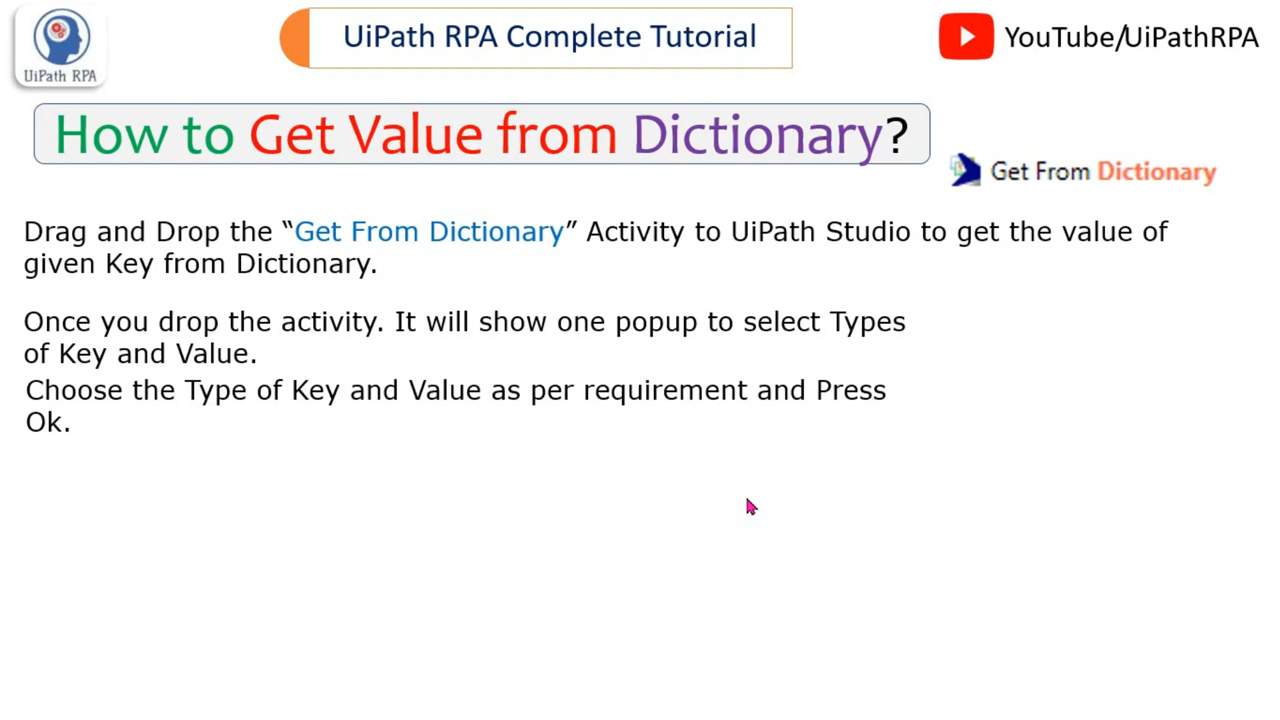 UiPath RPA
UiPath RPA Complete Tutorial
YouTube/UiPathRPA
How to Get Value from Dictionary?
Get From Dictionary
Drag and Drop the “Get From Dictionary” Activity to UiPath Studio to get the value of
given Key from Dictionary.
Once you drop the activity. It will show one popup to select Types
of Key and Value.
Choose the Type of Key and Value as per requirement and Press
Ok.